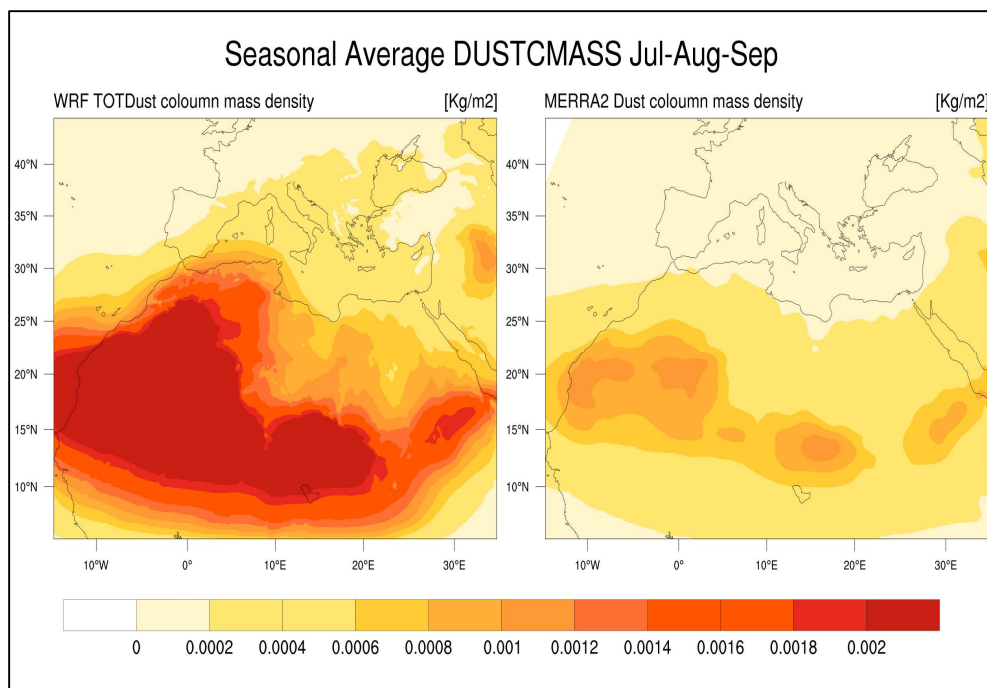 Seasonal Average DUSTCMASS Jul-Aug-Sep
WRF TOTDust coloumn mass density [Kg/m2]
MERRA2 Dust coloumn mass density [Kg/m2]
40°N
35°N
30°N
25°N
20°N
15°N
10°N
10°W 0° 10°E 20°E 30°E
40°N
35°N
30°N
25°N
20°N
15°N
10°N
10°W 0° 10°E 20°E 30°E
0 0.0002 0.0004 0.0006 0.0008 0.001 0.0012 0.0014 0.0016 0.0018 0.002